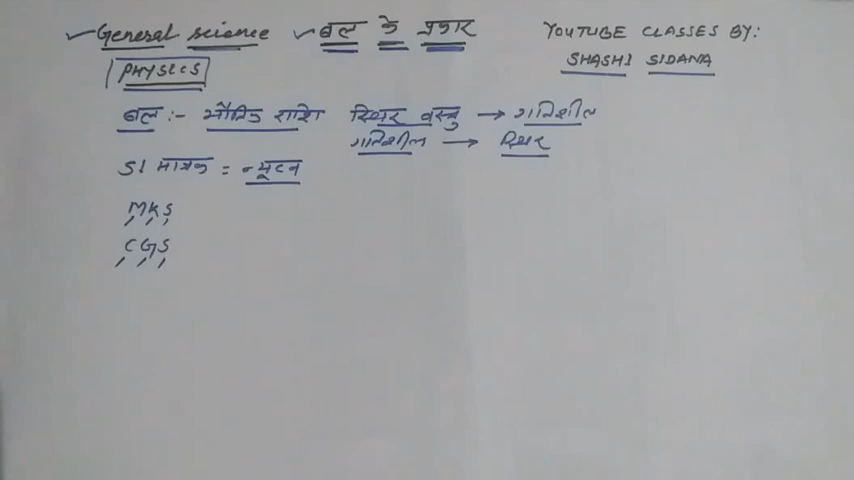 General science बल के प्रकार YOUTUBE CLASSES BY:
PHYSICS SHASHI SIDANA
बल :- भौतिक राशि स्थिर वस्तु → गतिशील
गतिशील → स्थिर
SI मात्रक = न्यूटन
MKS
CGS